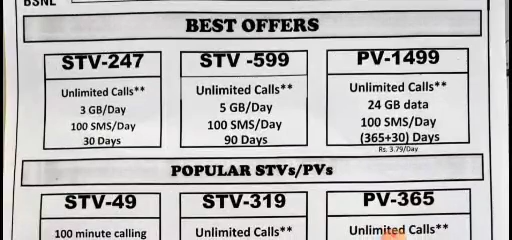 BSNL
BEST OFFERS
STV-247
Unlimited Calls**
3 GB/Day
100 SMS/Day
30 Days
STV -599
Unlimited Calls**
5 GB/Day
100 SMS/Day
90 Days
PV-1499
Unlimited Calls**
24 GB data
100 SMS/Day
(365+30) Days
Rs. 3.79/Day
POPULAR STVs/PVs
STV-49
100 minute calling
STV-319
Unlimited Calls**
PV-365
Unlimited Calls**